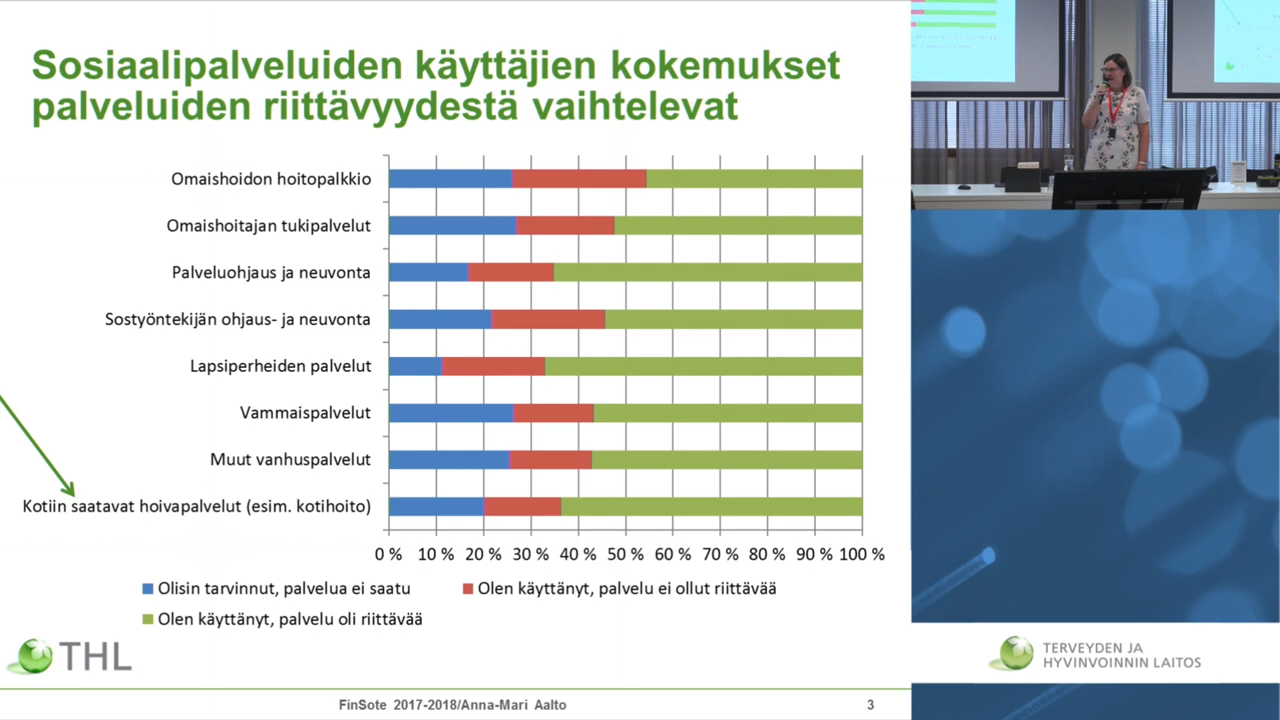 Sosiaalipalveluiden käyttäjien kokemukset
palveluiden riittävyydestä vaihtelevat
Omaishoidon hoitopalkkio
Omaishoitajan tukipalvelut
Palveluohjaus ja neuvonta
Sostyöntekijän ohjaus- ja neuvonta
Lapsiperheiden palvelut
Vammaispalvelut
Muut vanhuspalvelut
Kotiin saatavat hoivapalvelut (esim. kotihoito)
0 % 10 % 20 % 30 % 40 % 50 % 60 % 70 % 80 % 90 % 100 %
Olisin tarvinnut, palvelua ei saatu
Olen käyttänyt, palvelu ei ollut riittävää
Olen käyttänyt, palvelu oli riittävää
THL
FinSote 2017-2018/Anna-Mari Aalto
3
TERVEYDEN JA
HYVINVOINNIN LAITOS